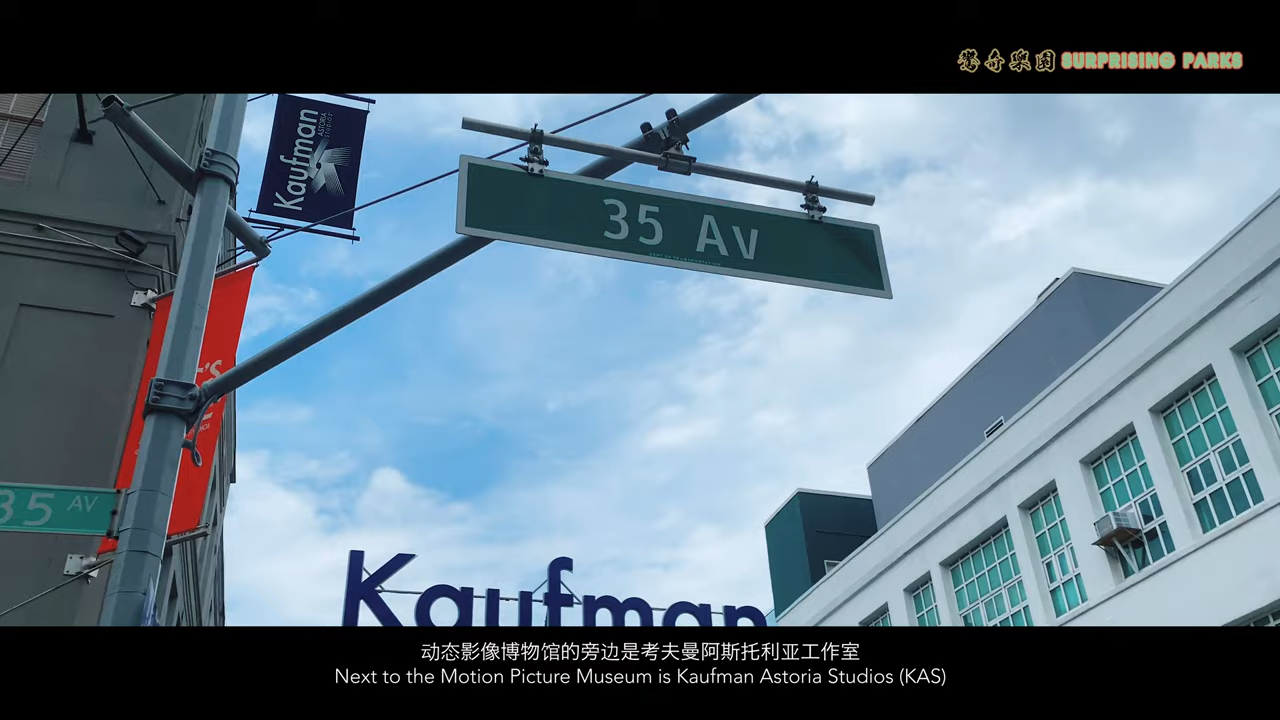 驚奇樂園 SURPRISING PARKS
Kaufman
ASTORIA
STUDIOS
35 AV
35 AV
Kaufman
动态影像博物馆的旁边是考夫曼阿斯托利亚工作室
Next to the Motion Picture Museum is Kaufman Astoria Studios (KAS)